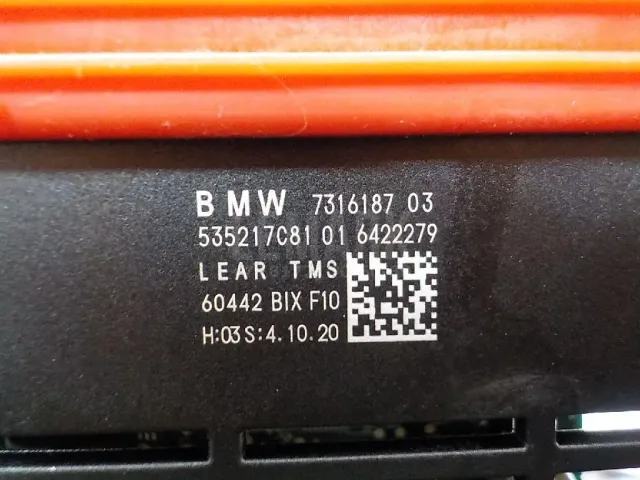 BMW 7316187 03
535217C81 01 6422279
LEAR TMS
60442 BIX F10
H:03 S:4.10.20